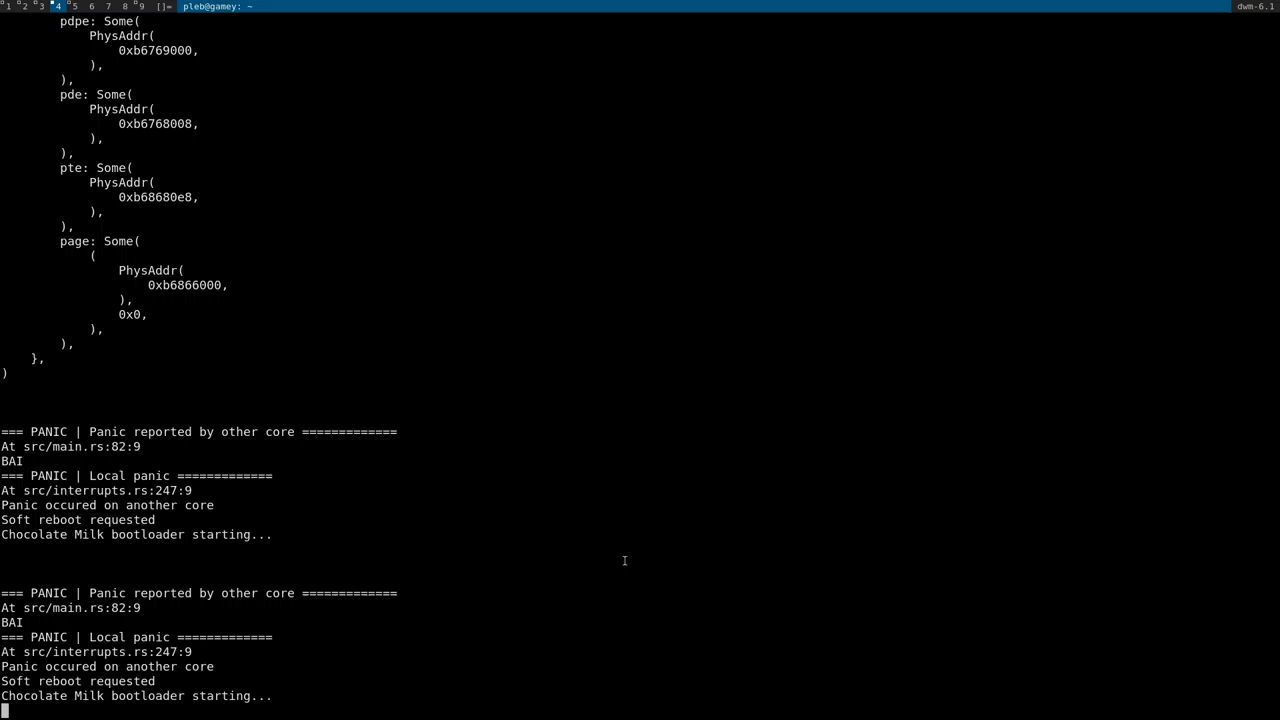 1 2 3 4 5 6 7 8 9 []= pleb@gamey: ~ dwm-6.1
pdpe: Some(
PhysAddr(
0xb6769000,
),
),
pde: Some(
PhysAddr(
0xb6768008,
),
),
pte: Some(
PhysAddr(
0xb68680e8,
),
),
page: Some(
(
PhysAddr(
0xb6866000,
),
0x0,
),
),
},
)
=== PANIC | Panic reported by other core =============
At src/main.rs:82:9
BAI
=== PANIC | Local panic =============
At src/interrupts.rs:247:9
Panic occured on another core
Soft reboot requested
Chocolate Milk bootloader starting...
=== PANIC | Panic reported by other core =============
At src/main.rs:82:9
BAI
=== PANIC | Local panic =============
At src/interrupts.rs:247:9
Panic occured on another core
Soft reboot requested
Chocolate Milk bootloader starting...